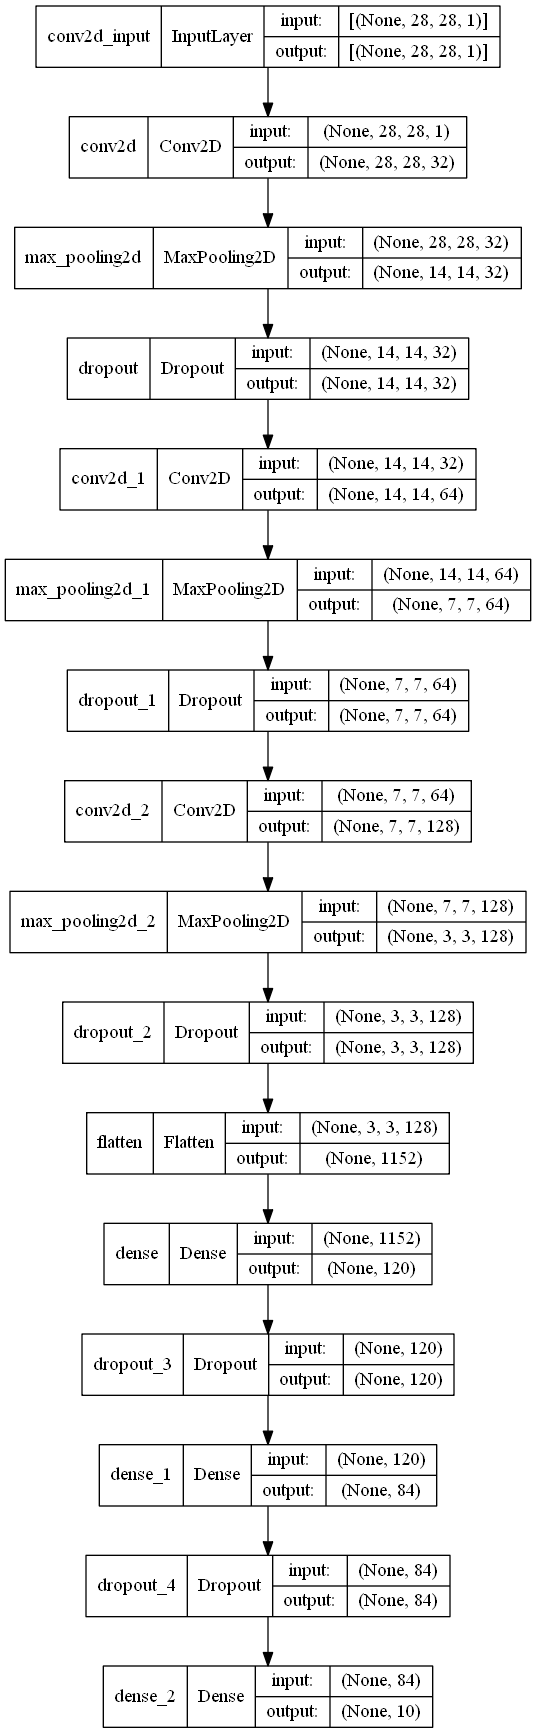 conv2d_input InputLayer input: [(None, 28, 28, 1)]
output: [(None, 28, 28, 1)]
conv2d Conv2D input: (None, 28, 28, 1)
output: (None, 28, 28, 32)
max_pooling2d MaxPooling2D input: (None, 28, 28, 32)
output: (None, 14, 14, 32)
dropout Dropout input: (None, 14, 14, 32)
output: (None, 14, 14, 32)
conv2d_1 Conv2D input: (None, 14, 14, 32)
output: (None, 14, 14, 64)
max_pooling2d_1 MaxPooling2D input: (None, 14, 14, 64)
output: (None, 7, 7, 64)
dropout_1 Dropout input: (None, 7, 7, 64)
output: (None, 7, 7, 64)
conv2d_2 Conv2D input: (None, 7, 7, 64)
output: (None, 7, 7, 128)
max_pooling2d_2 MaxPooling2D input: (None, 7, 7, 128)
output: (None, 3, 3, 128)
dropout_2 Dropout input: (None, 3, 3, 128)
output: (None, 3, 3, 128)
flatten Flatten input: (None, 3, 3, 128)
output: (None, 1152)
dense Dense input: (None, 1152)
output: (None, 120)
dropout_3 Dropout input: (None, 120)
output: (None, 120)
dense_1 Dense input: (None, 120)
output: (None, 84)
dropout_4 Dropout input: (None, 84)
output: (None, 84)
dense_2 Dense input: (None, 84)
output: (None, 10)